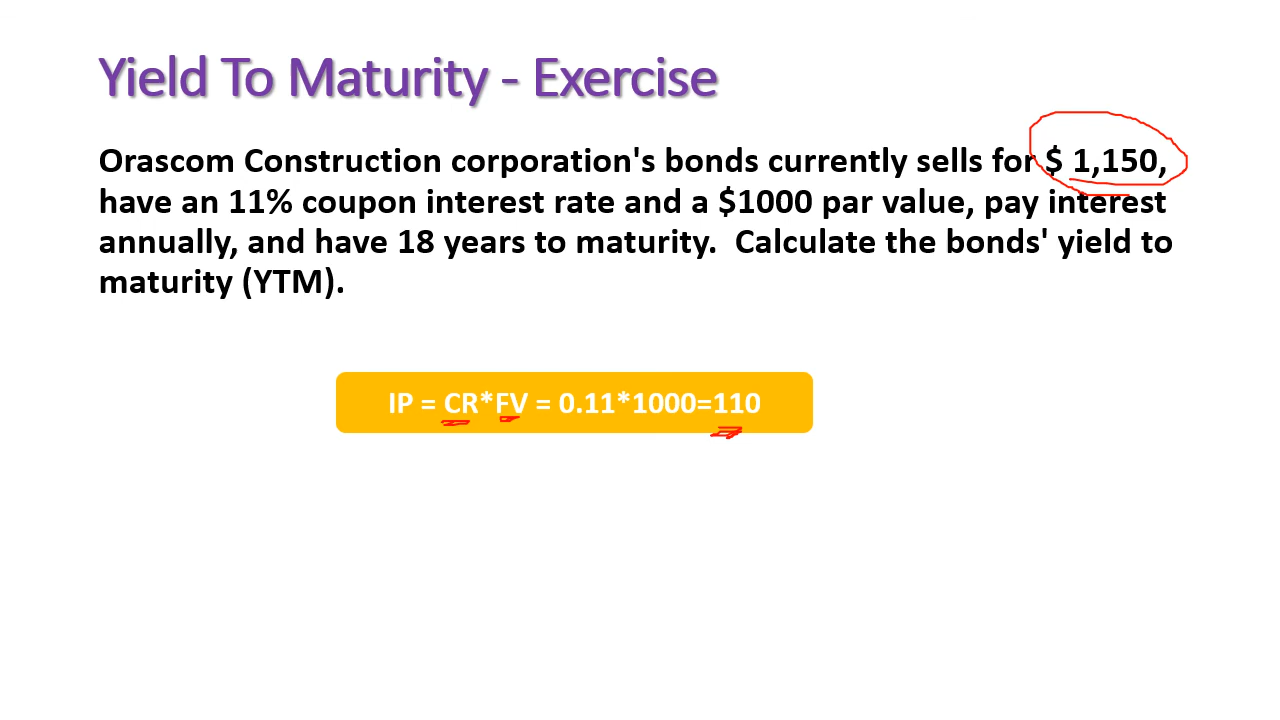 Yield To Maturity - Exercise
Orascom Construction corporation's bonds currently sells for $ 1,150,
have an 11% coupon interest rate and a $1000 par value, pay interest
annually, and have 18 years to maturity.  Calculate the bonds' yield to
maturity (YTM).
IP = CR*FV = 0.11*1000=110